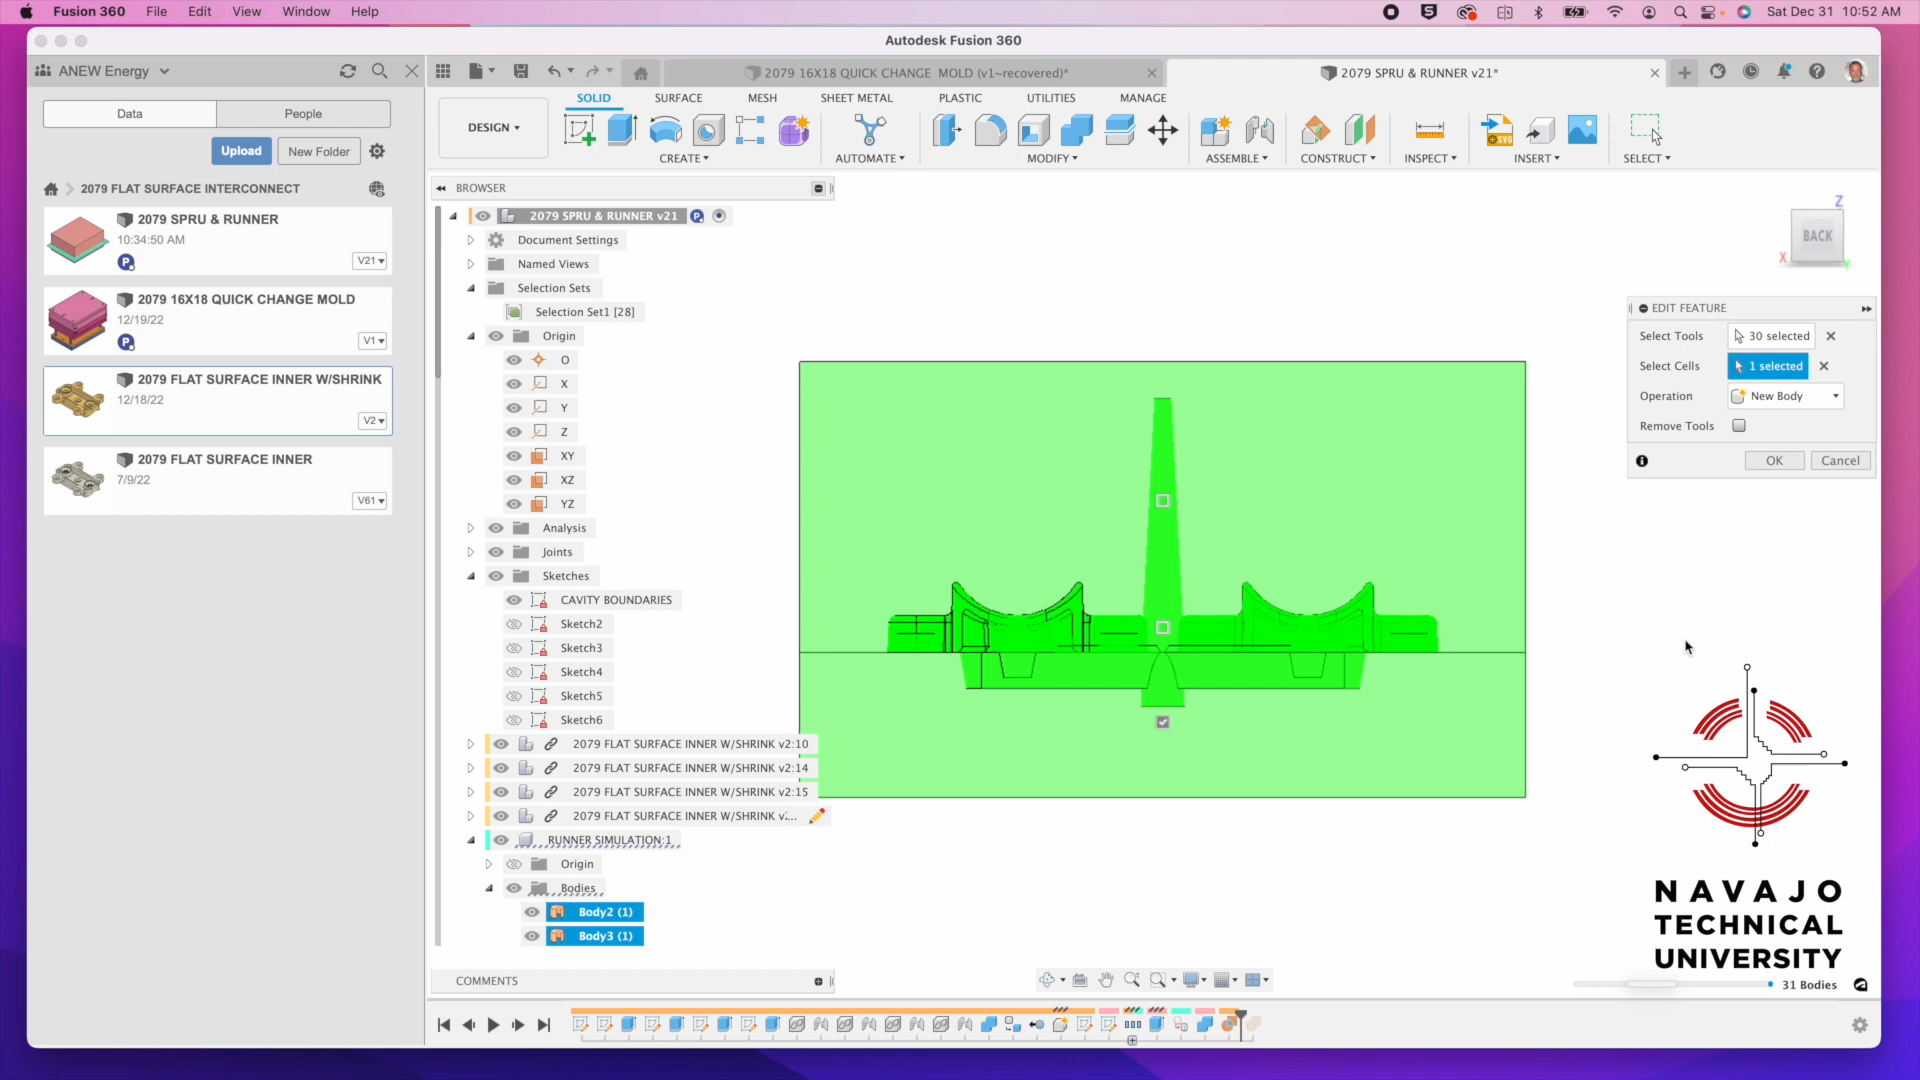 Fusion 360 File Edit View Window Help Sat Dec 31 10:52 AM
Autodesk Fusion 360
ANEW Energy
2079 16X18 QUICK CHANGE MOLD (v1~recovered)*
2079 SPRU & RUNNER v21*
Data People
Upload New Folder
2079 FLAT SURFACE INTERCONNECT
2079 SPRU & RUNNER
10:34:50 AM
P
V21
2079 16X18 QUICK CHANGE MOLD
12/19/22
P
V1
2079 FLAT SURFACE INNER W/SHRINK
12/18/22
V2
2079 FLAT SURFACE INNER
7/9/22
V61
DESIGN
SOLID SURFACE MESH SHEET METAL PLASTIC UTILITIES MANAGE
CREATE AUTOMATE MODIFY ASSEMBLE CONSTRUCT INSPECT INSERT SELECT
SVG
BROWSER
2079 SPRU & RUNNER v21 P
Document Settings
Named Views
Selection Sets
Selection Set1 [28]
Origin
O
X
Y
Z
XY
XZ
YZ
Analysis
Joints
Sketches
CAVITY BOUNDARIES
Sketch2
Sketch3
Sketch4
Sketch5
Sketch6
2079 FLAT SURFACE INNER W/SHRINK v2:10
2079 FLAT SURFACE INNER W/SHRINK v2:14
2079 FLAT SURFACE INNER W/SHRINK v2:15
2079 FLAT SURFACE INNER W/SHRINK v2...
RUNNER SIMULATION:1
Origin
Bodies
Body2 (1)
Body3 (1)
COMMENTS
Z
BACK
X
Y
EDIT FEATURE
Select Tools 30 selected
Select Cells 1 selected
Operation New Body
Remove Tools
OK Cancel
NAVAJO
TECHNICAL
UNIVERSITY
31 Bodies